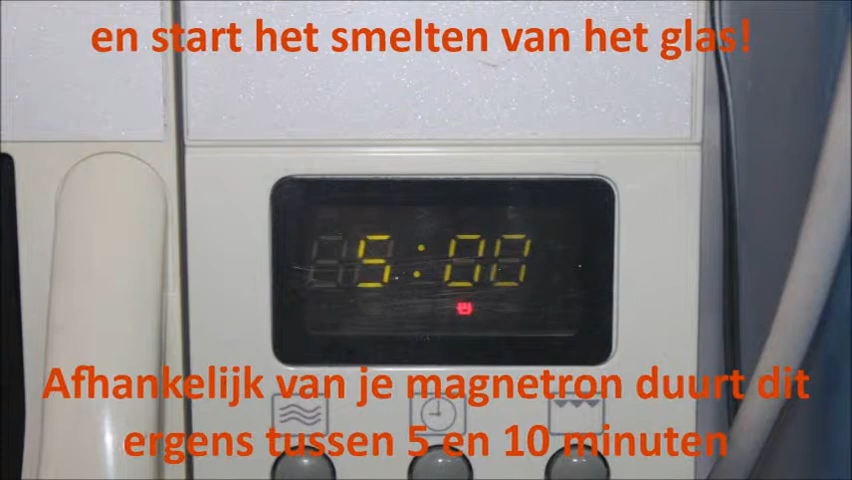 en start het smelten van het glas!
5:00
Afhankelijk van je magnetron duurt dit
ergens tussen 5 en 10 minuten